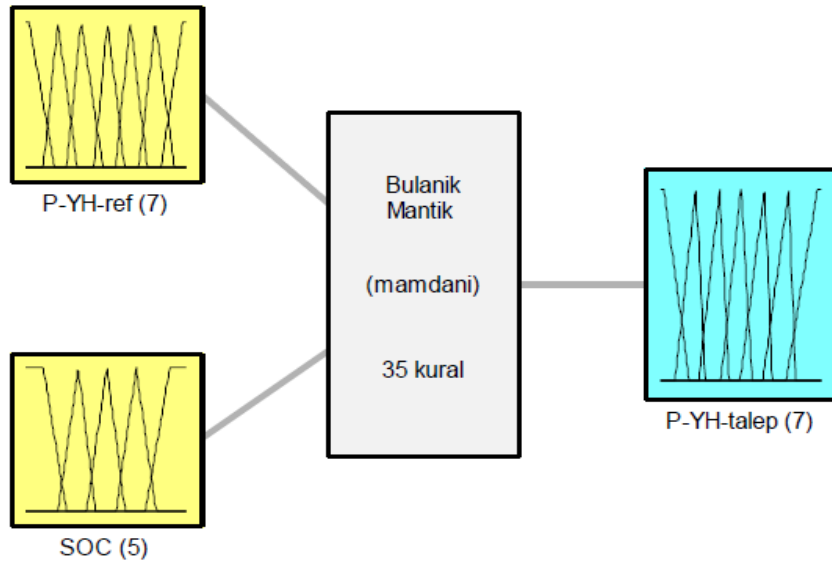 P-YH-ref (7)
Bulanik
Mantik
(mamdani)
35 kural
P-YH-talep (7)
SOC (5)